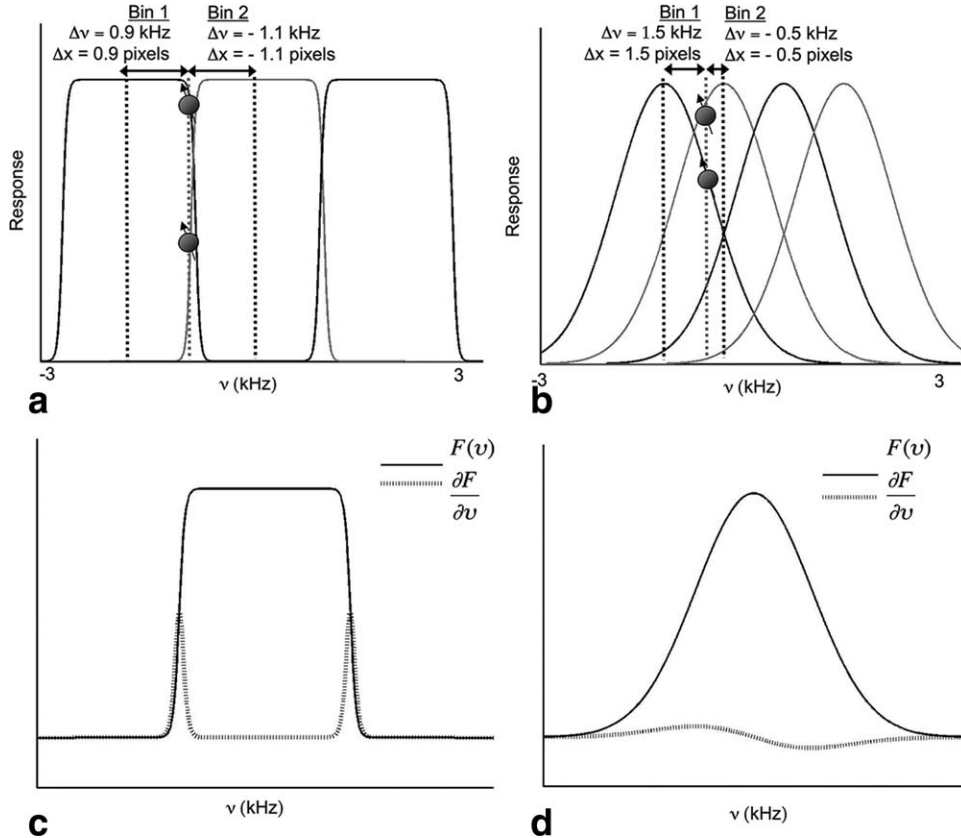 Bin 1 Bin 2
Δν = 0.9 kHz Δν = - 1.1 kHz
Δx = 0.9 pixels Δx = - 1.1 pixels
Response
-3 3
ν (kHz)
a
Bin 1 Bin 2
Δν = 1.5 kHz Δν = - 0.5 kHz
Δx = 1.5 pixels Δx = - 0.5 pixels
Response
-3 3
ν (kHz)
b
F(υ)
∂F
∂υ
ν (kHz)
c
F(υ)
∂F
∂υ
ν (kHz)
d